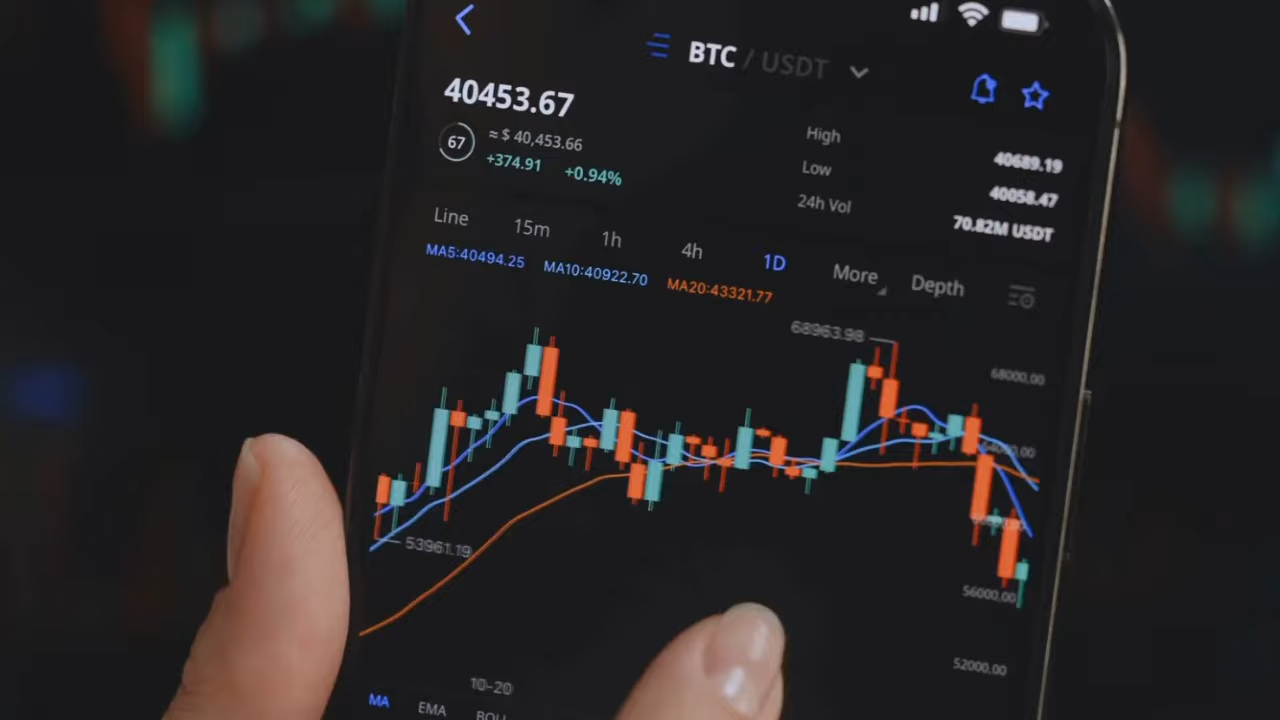 BTC / USDT
40453.67
67
≈ $ 40,453.66
+374.91 +0.94%
High 40689.19
Low 40058.47
24h Vol 70.82M USDT
Line 15m 1h 4h 1D More Depth
MA5:40494.25 MA10:40922.70 MA20:43321.77
68963.98
68000.00
53961.19
56000.00
52000.00
10-20
MA EMA